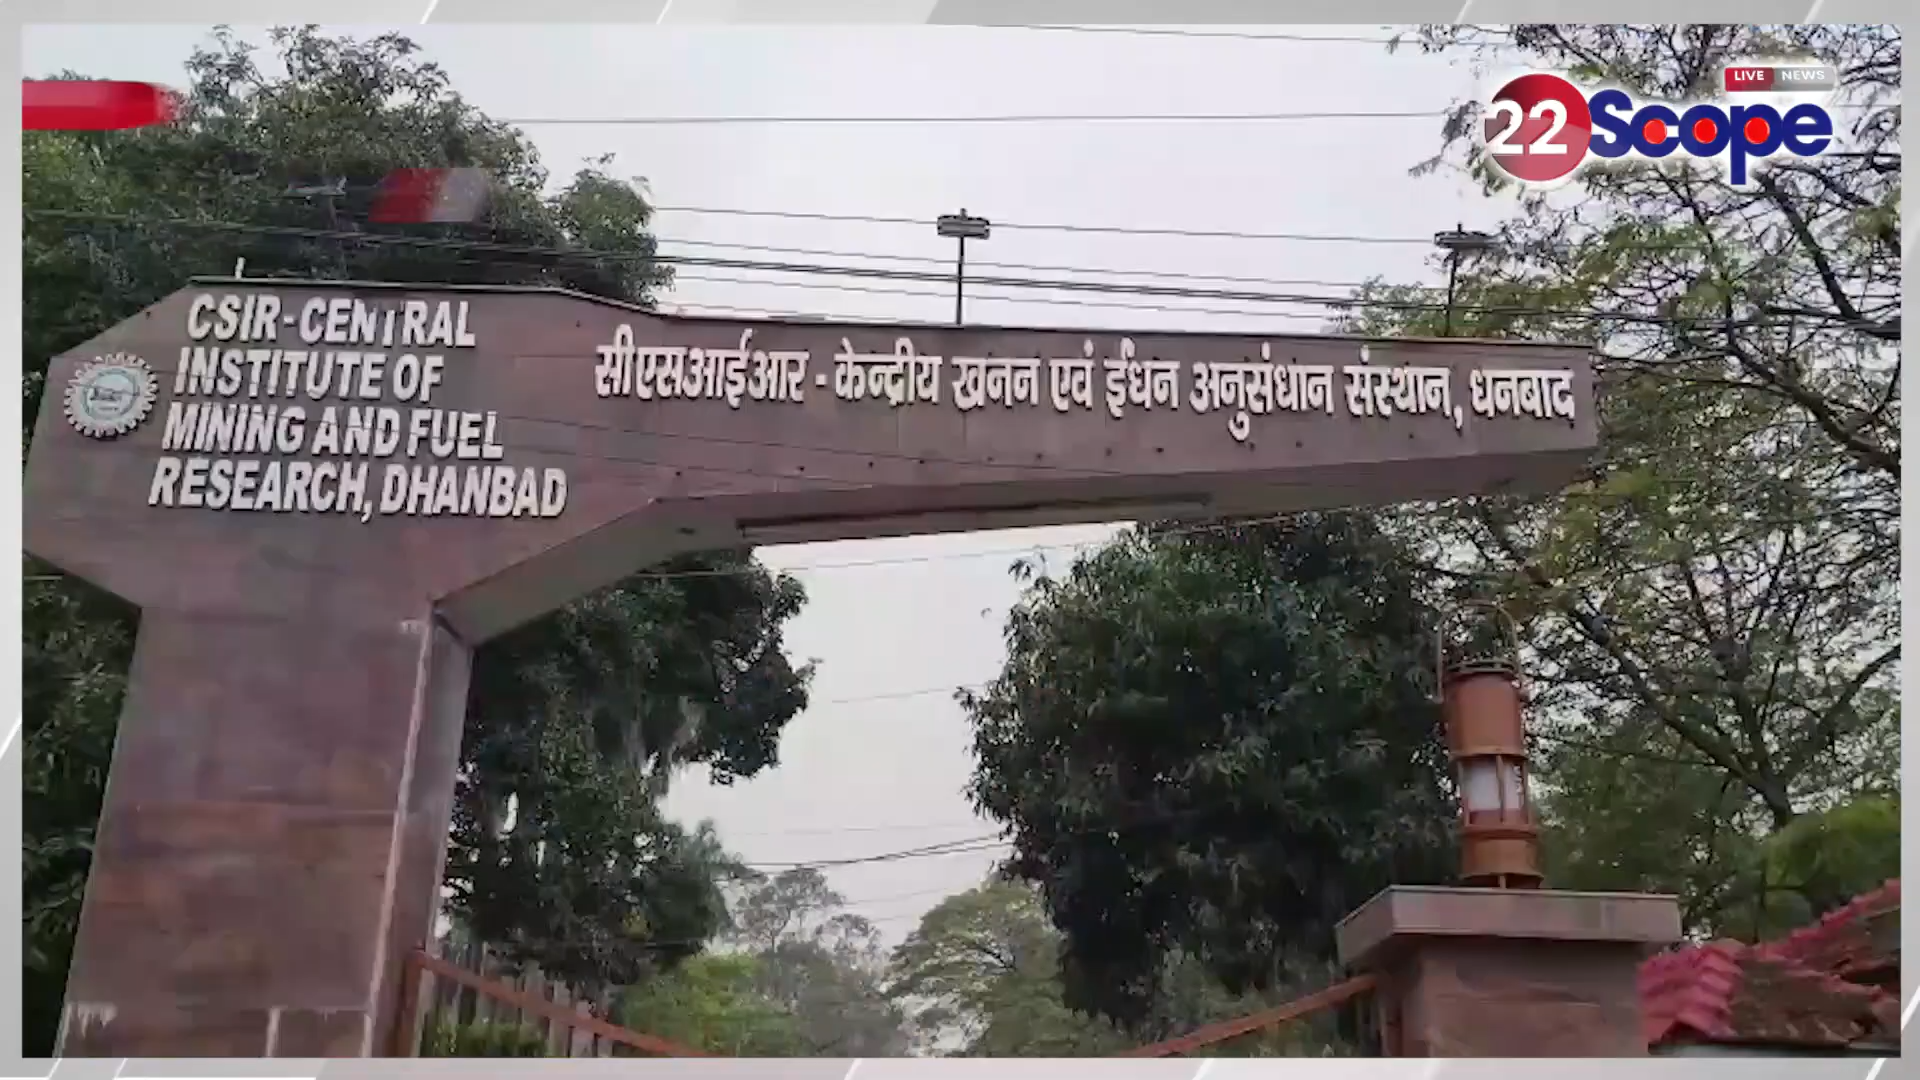 LIVE NEWS
22Scope
CSIR-CENTRAL
INSTITUTE OF
MINING AND FUEL
RESEARCH, DHANBAD
सीएसआईआर - केन्द्रीय खनन एवं ईंधन अनुसंधान संस्थान, धनबाद